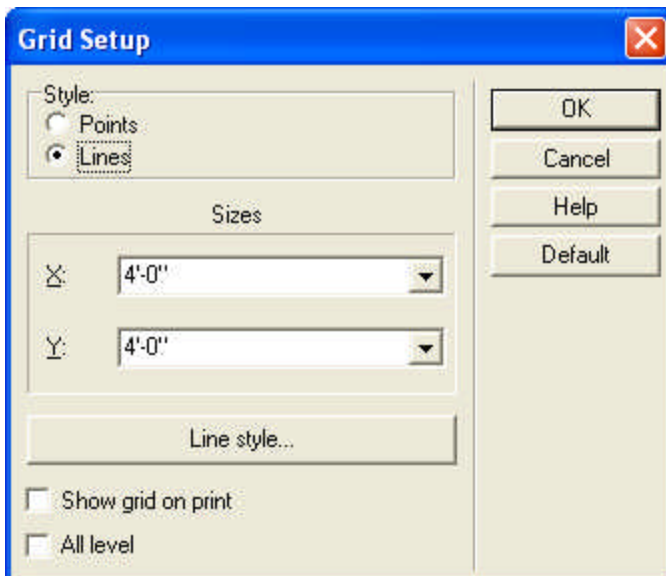 Grid Setup
Style:
Points
Lines
Sizes
X:
4'-0"
Y:
4'-0"
Line style...
Show grid on print
All level
OK
Cancel
Help
Default